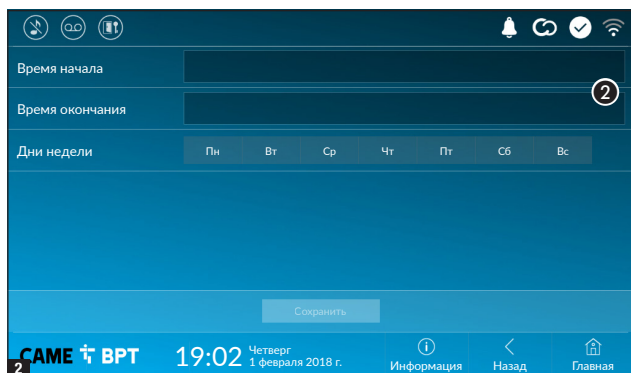 Время начала
2
Время окончания
Дни недели
Пн Вт Ср Чт Пт Сб Вс
Сохранить
CAME BPT 19:02 Четверг
1 февраля 2018 г.
Информация Назад Главная
2